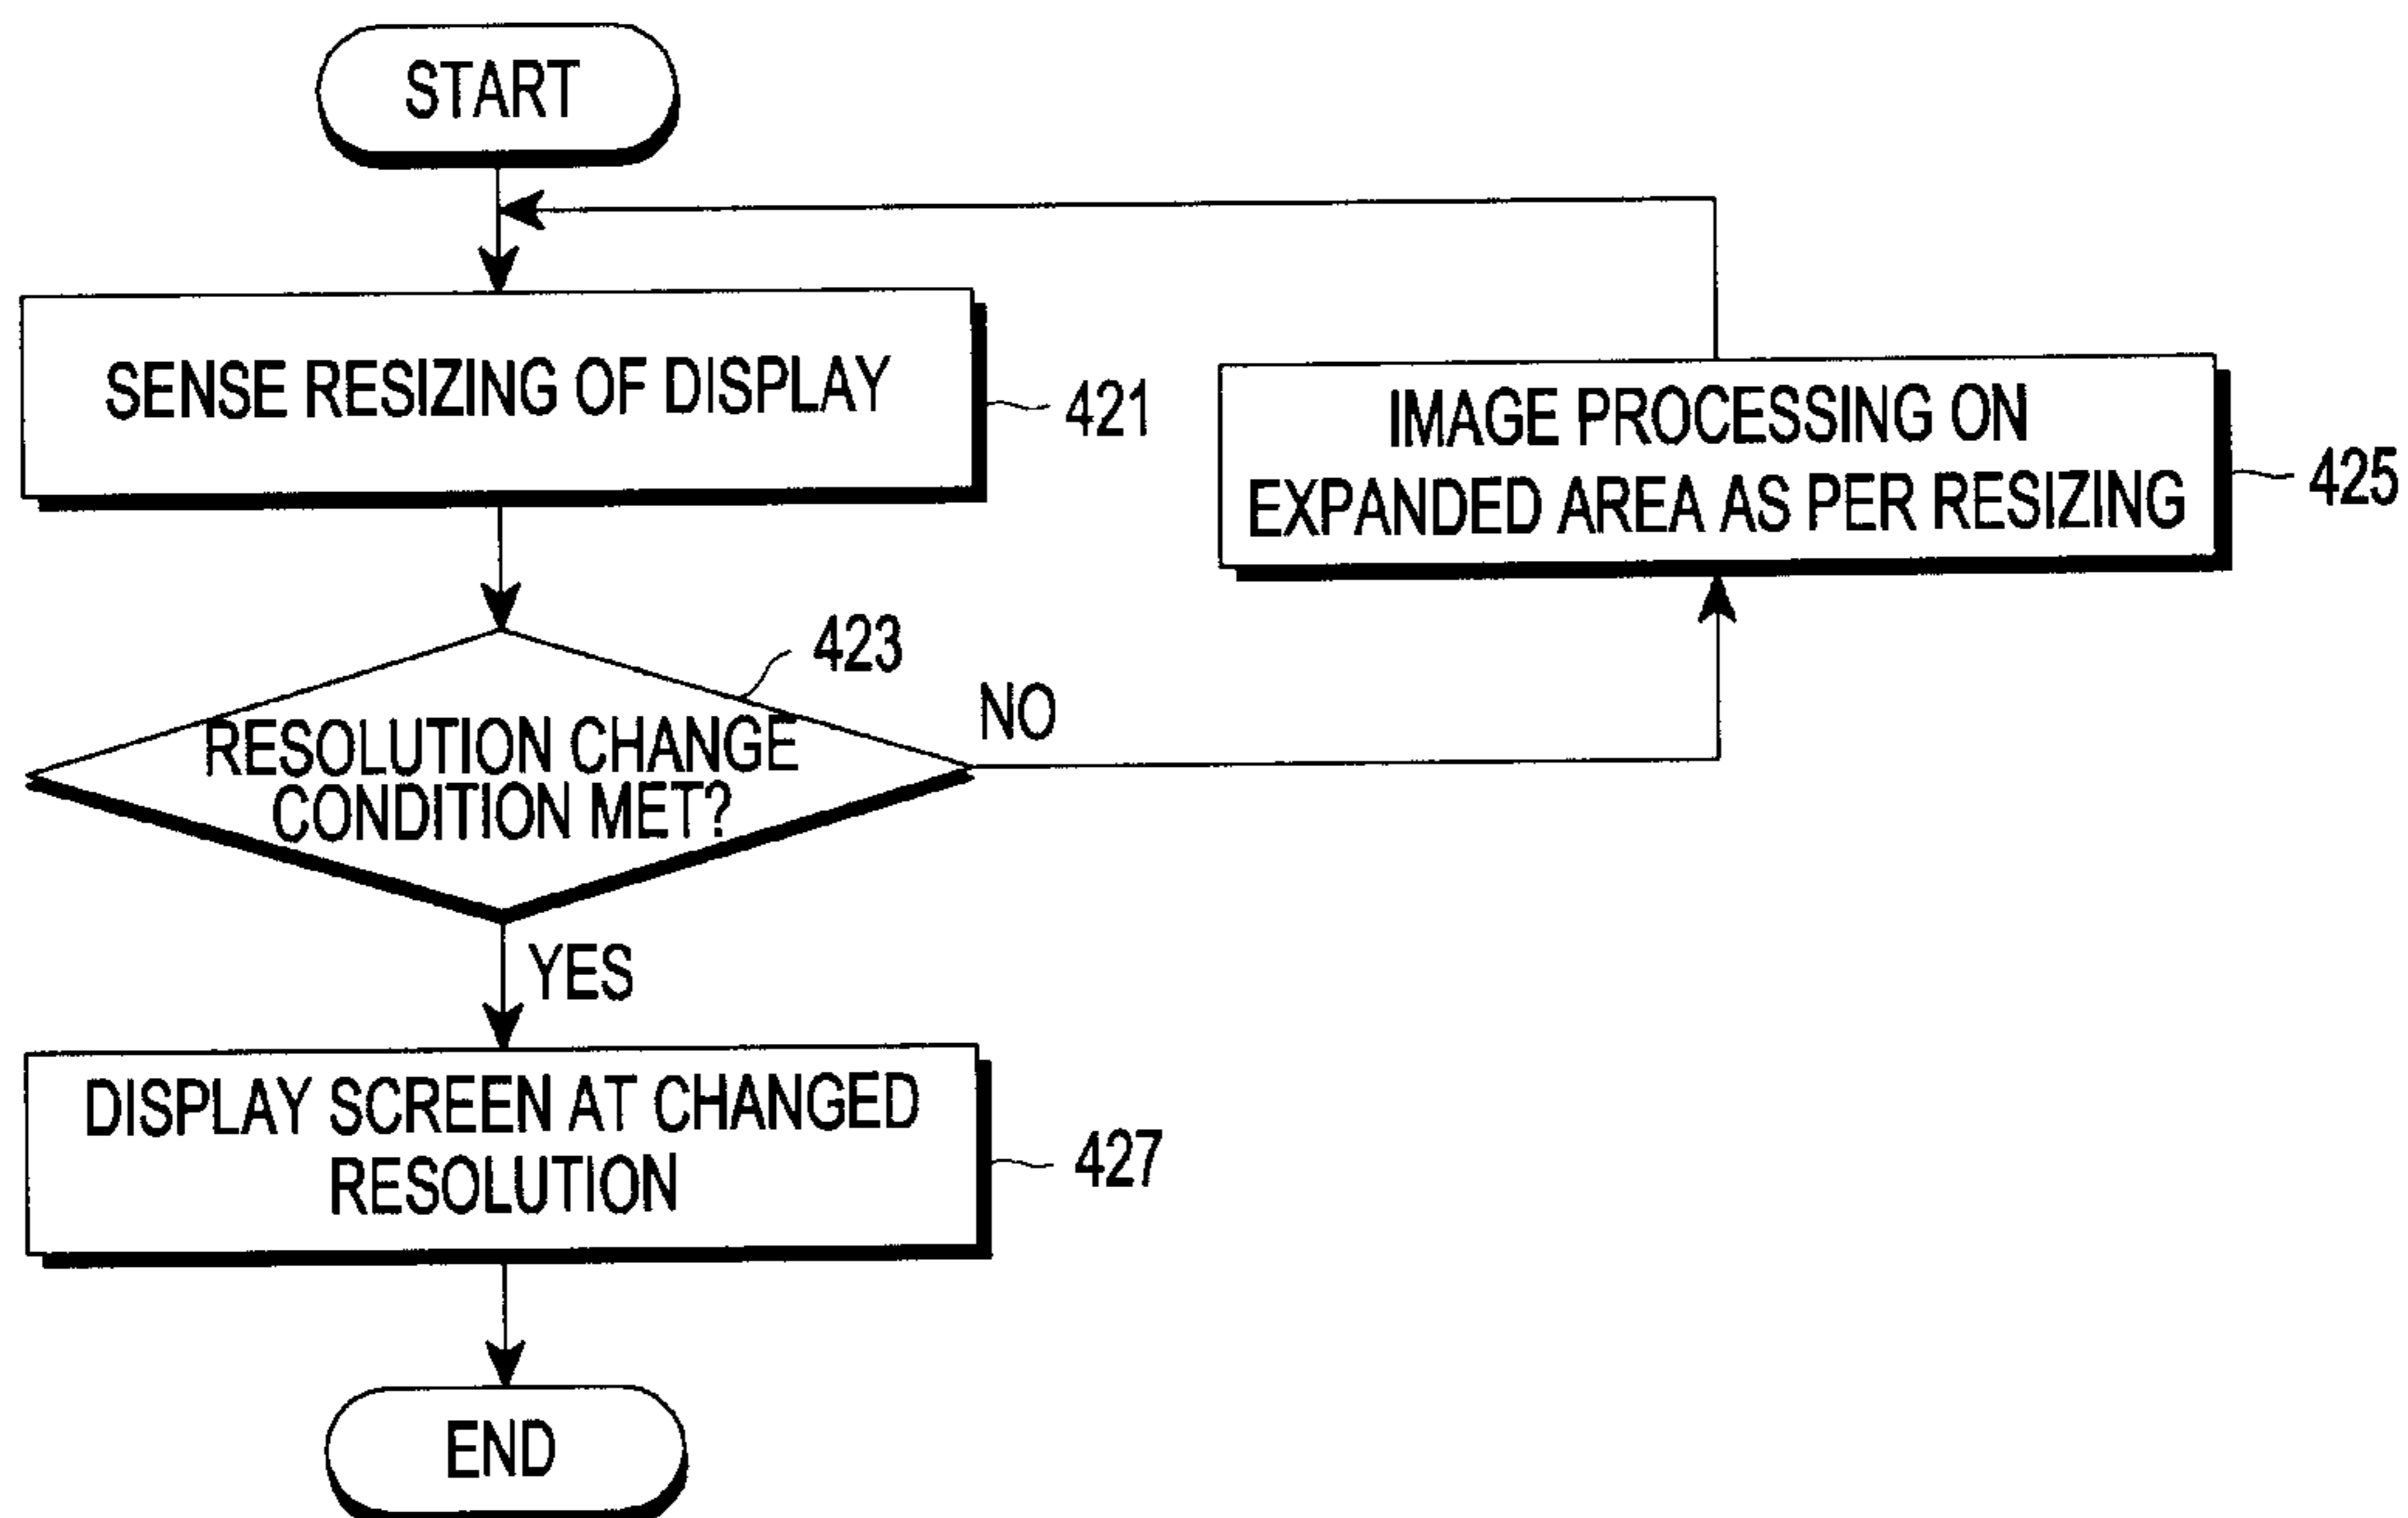 START
SENSE RESIZING OF DISPLAY
421
IMAGE PROCESSING ON
EXPANDED AREA AS PER RESIZING
425
423
RESOLUTION CHANGE
CONDITION MET?
NO
YES
DISPLAY SCREEN AT CHANGED
RESOLUTION
427
END